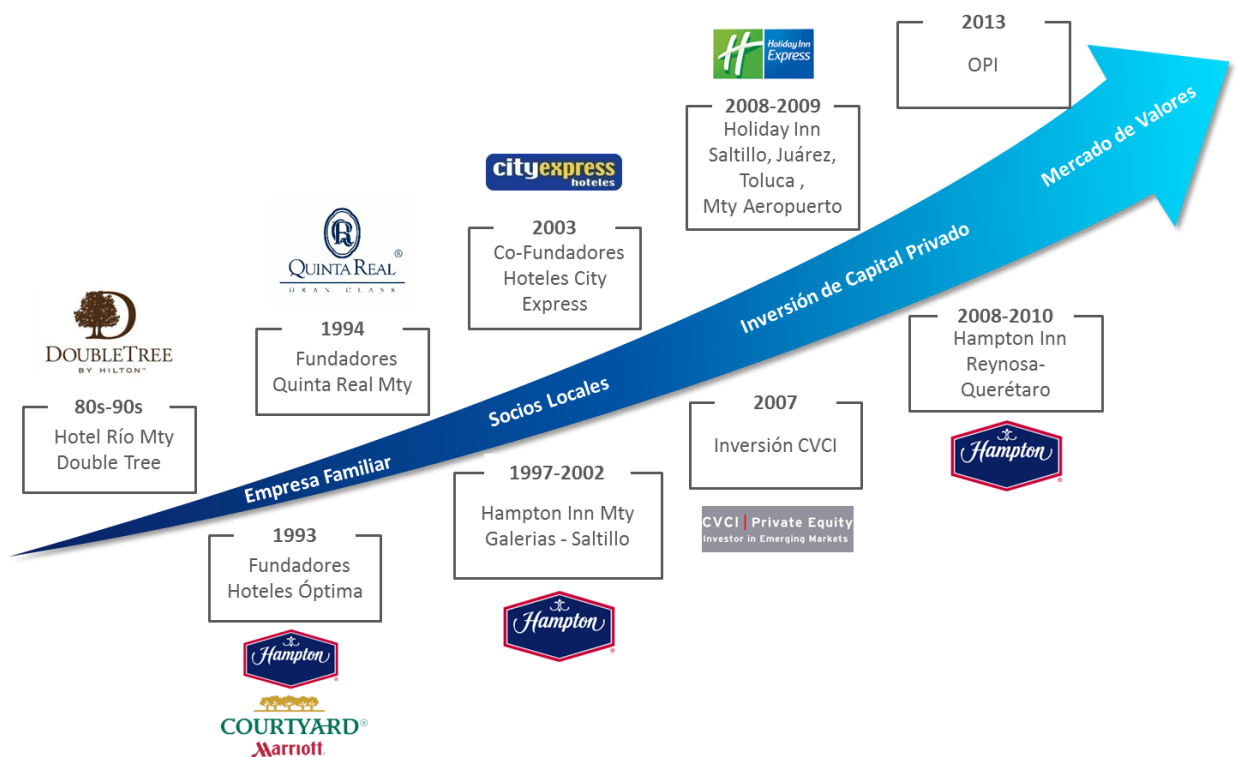 DOUBLETREE
BY HILTON™
80s-90s
Hotel Río Mty
Double Tree
1993
Fundadores
Hoteles Óptima
Hampton
COURTYARD®
Marriott.
QR
QUINTA REAL ®
GRAN CLASS
1994
Fundadores
Quinta Real Mty
1997-2002
Hampton Inn Mty
Galerias - Saltillo
Hampton
cityexpress
hoteles
2003
Co-Fundadores
Hoteles City
Express
2007
Inversión CVCI
CVCI | Private Equity
Investor in Emerging Markets
H
Holiday Inn
Express
2008-2009
Holiday Inn
Saltillo, Juárez,
Toluca ,
Mty Aeropuerto
2008-2010
Hampton Inn
Reynosa-
Querétaro
Hampton
2013
OPI
Empresa Familiar
Socios Locales
Inversión de Capital Privado
Mercado de Valores